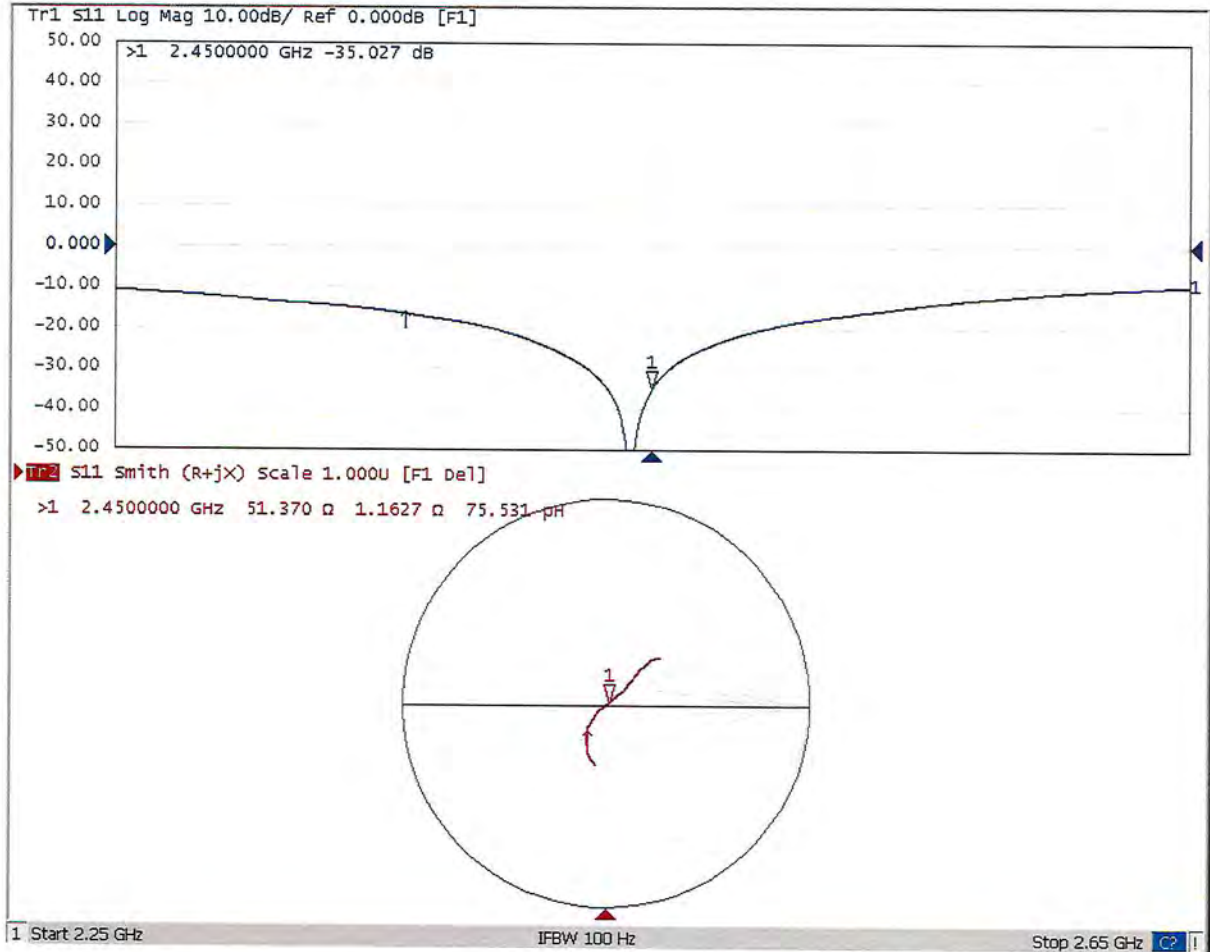 Tr1 S11 Log Mag 10.00dB/ Ref 0.000dB [F1]
50.00
>1 2.4500000 GHz -35.027 dB
40.00
30.00
20.00
10.00
0.000
-10.00
1
-20.00
-30.00
1
-40.00
-50.00
Tr2 S11 Smith (R+jX) Scale 1.000U [F1 Del]
>1 2.4500000 GHz 51.370 Ω 1.1627 Ω 75.531 pH
1
1 Start 2.25 GHz
IFBW 100 Hz
Stop 2.65 GHz C? !